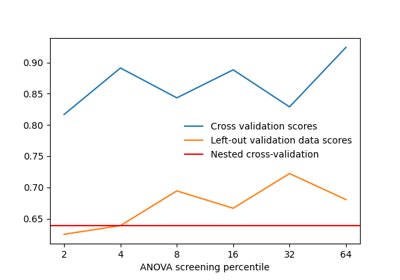 0.90
0.85
0.80
0.75
0.70
0.65
Cross validation scores
Left-out validation data scores
Nested cross-validation
2 4 8 16 32 64
ANOVA screening percentile